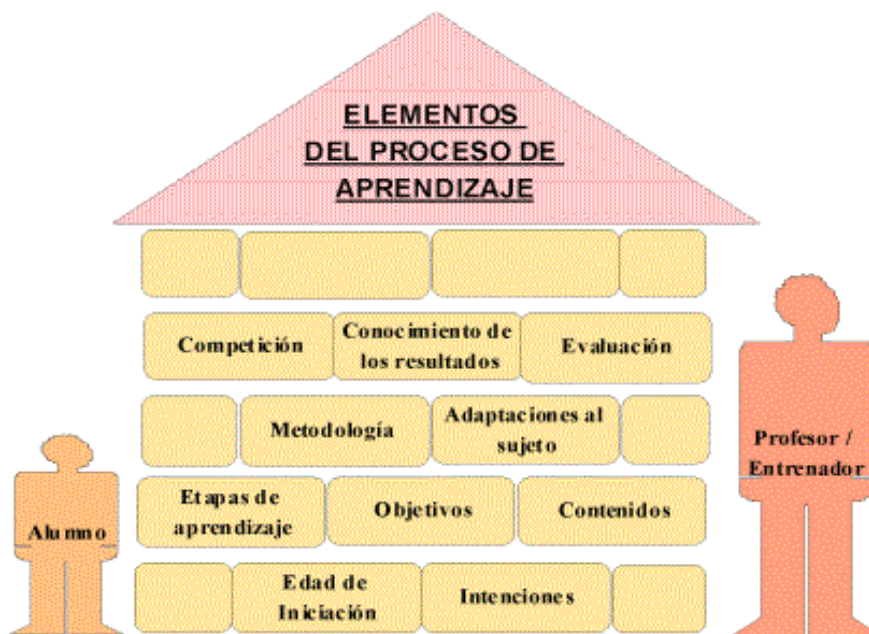 ELEMENTOS
DEL PROCESO DE
APRENDIZAJE
Competición
Conocimiento de
los resultados
Evaluación
Metodología
Adaptaciones al
sujeto
Profesor /
Entrenador
Etapas de
aprendizaje
Objetivos
Contenidos
Alumno
Edad de
Iniciación
Intenciones